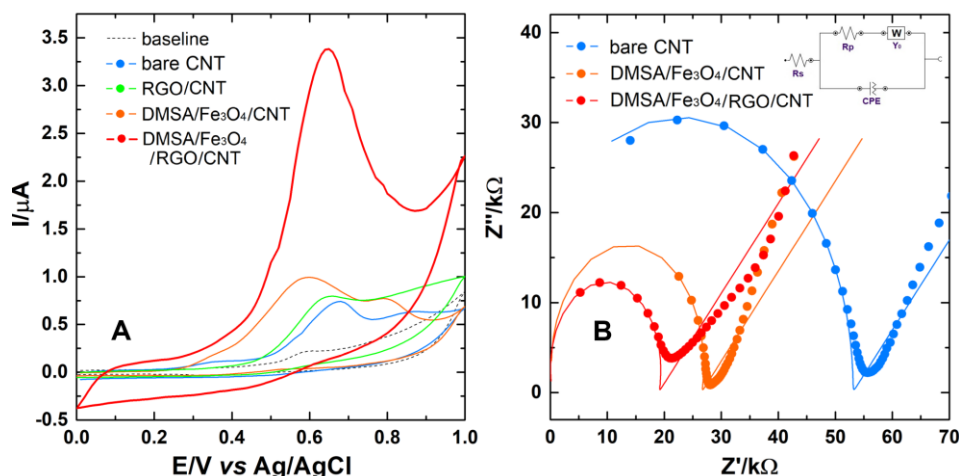 3.5
3.0
2.5
2.0
1.5
1.0
0.5
0.0
-0.5
I/µA
baseline
bare CNT
RGO/CNT
DMSA/Fe₃O₄/CNT
DMSA/Fe₃O₄
/RGO/CNT
A
0.0 0.2 0.4 0.6 0.8 1.0
E/V vs Ag/AgCl
40
30
20
10
0
Z''/kΩ
bare CNT
DMSA/Fe₃O₄/CNT
DMSA/Fe₃O₄/RGO/CNT
W
Rp
Rs
CPE
B
0 10 20 30 40 50 60 70
Z'/kΩ